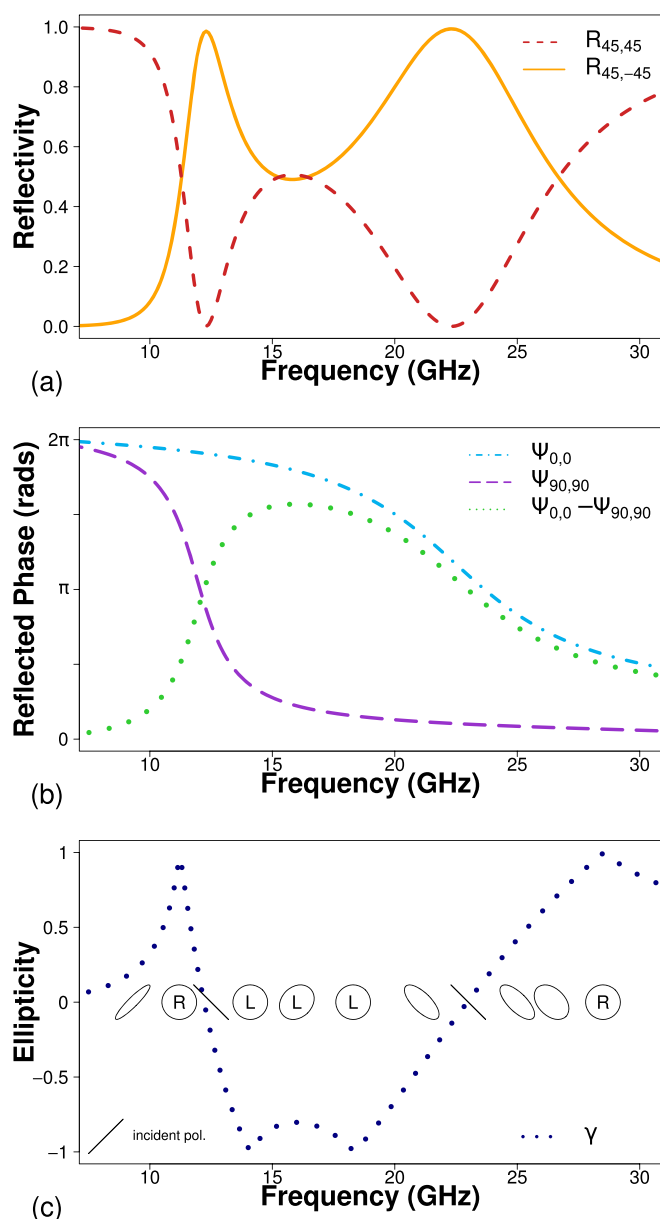 1.0
0.8
0.6
0.4
0.2
0.0
Reflectivity
R45,45
R45,−45
10 15 20 25 30
Frequency (GHz)
(a)
2π
π
0
Reflected Phase (rads)
Ψ0,0
Ψ90,90
Ψ0,0 −Ψ90,90
10 15 20 25 30
Frequency (GHz)
(b)
1
0.5
0
−0.5
−1
Ellipticity
R L L L R
incident pol.
γ
10 15 20 25 30
Frequency (GHz)
(c)